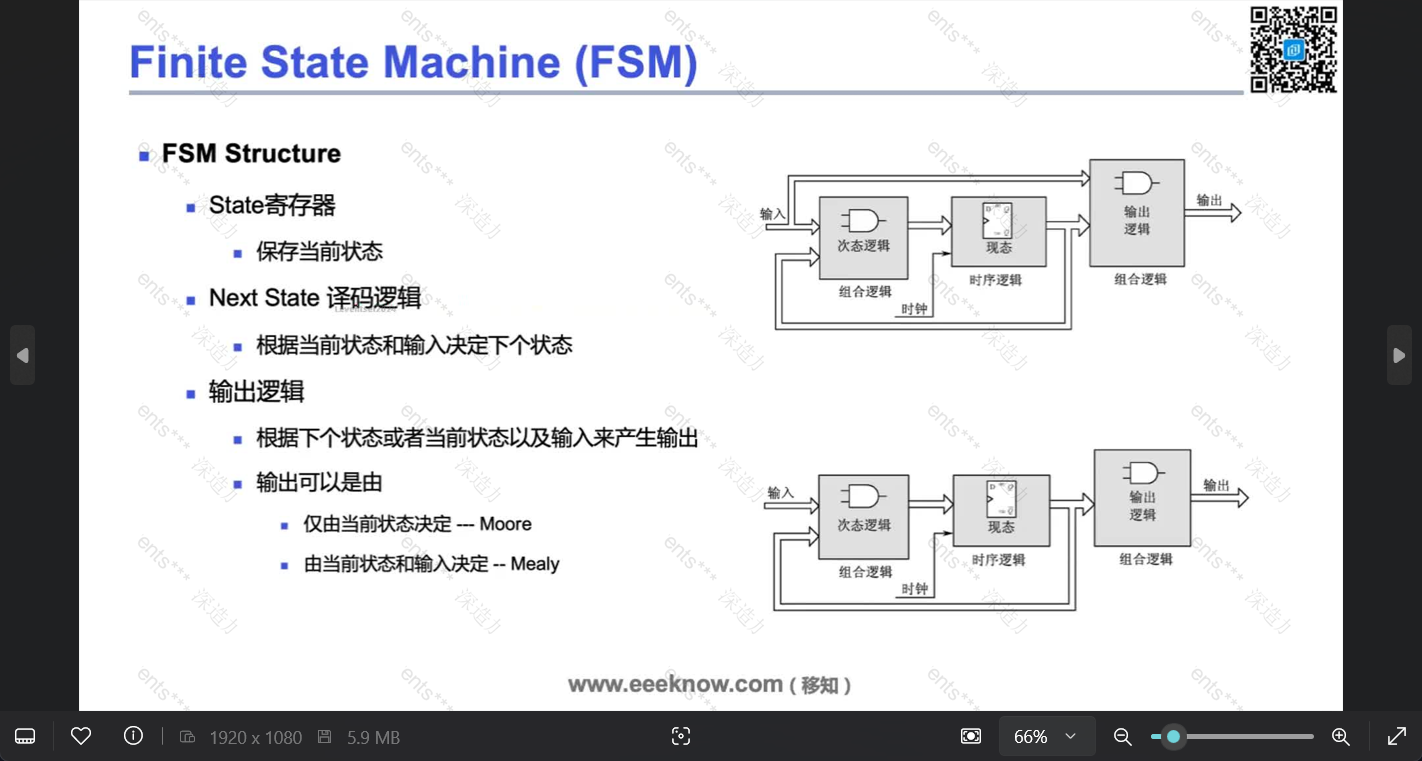 Finite State Machine (FSM)
FSM Structure
State寄存器
保存当前状态
Next State 译码逻辑
根据当前状态和输入决定下个状态
输出逻辑
根据下个状态或者当前状态以及输入来产生输出
输出可以是由
仅由当前状态决定 --- Moore
由当前状态和输入决定 -- Mealy
输入
次态逻辑
组合逻辑
时钟
现态
时序逻辑
输出
逻辑
组合逻辑
输出
输入
次态逻辑
组合逻辑
时钟
现态
时序逻辑
输出
逻辑
组合逻辑
输出
www.eeeknow.com ( 移知 )
ents***
深造力
1920 x 1080
5.9 MB
66%